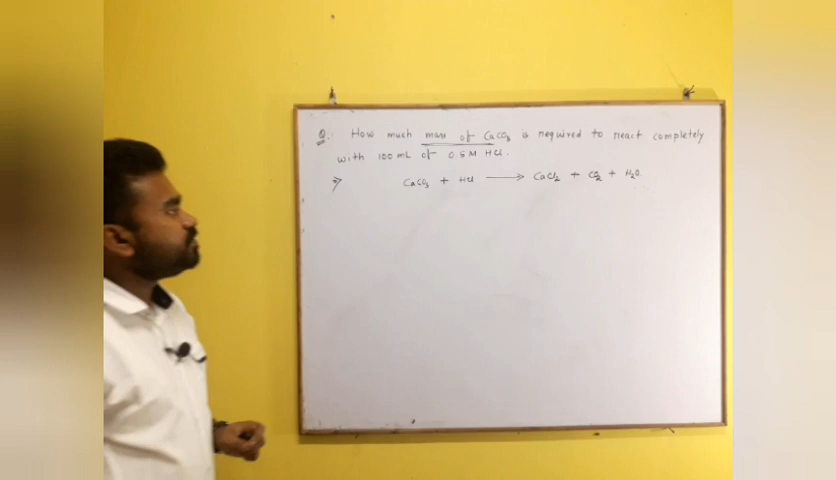 Q. How much mass of CaCO3 is required to react completely
with 100 mL of 0.5 M HCl.
⇒ CaCO3 + HCl → CaCl2 + CO2 + H2O